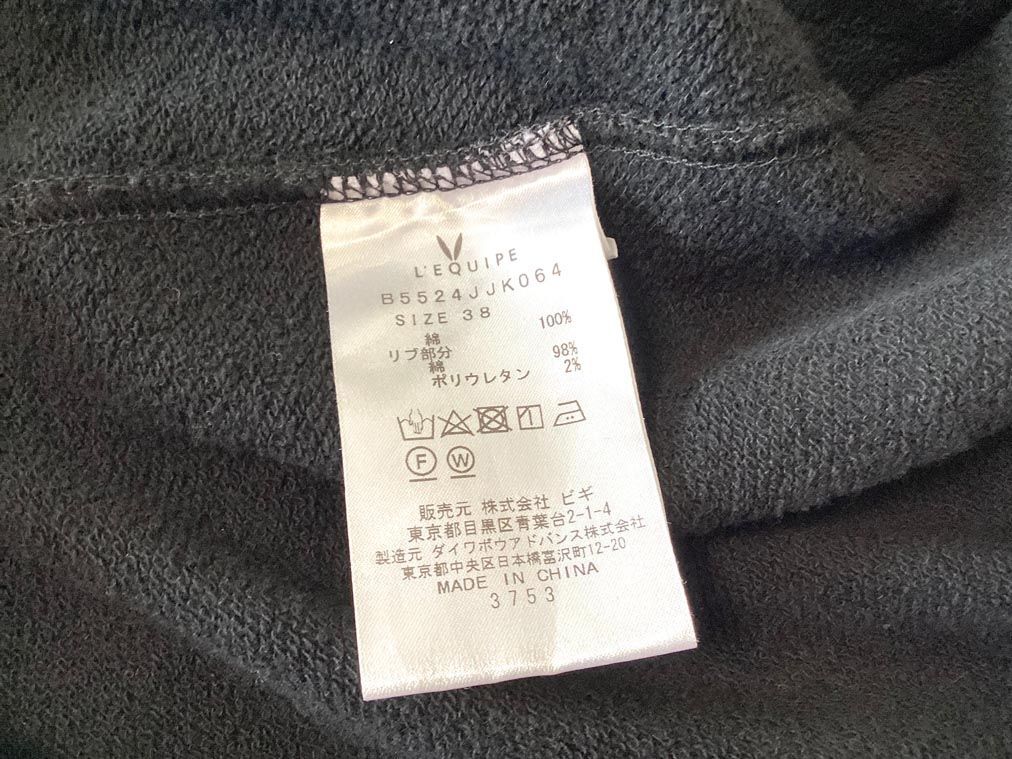 L'EQUIPE
B5524JJK064
SIZE 38
綿 100%
リブ部分
綿 98%
ポリウレタン 2%
F W
販売元 株式会社 ビギ
東京都目黒区青葉台2-1-4
製造元 ダイワボウアドバンス株式会社
東京都中央区日本橋富沢町12-20
MADE IN CHINA
3753